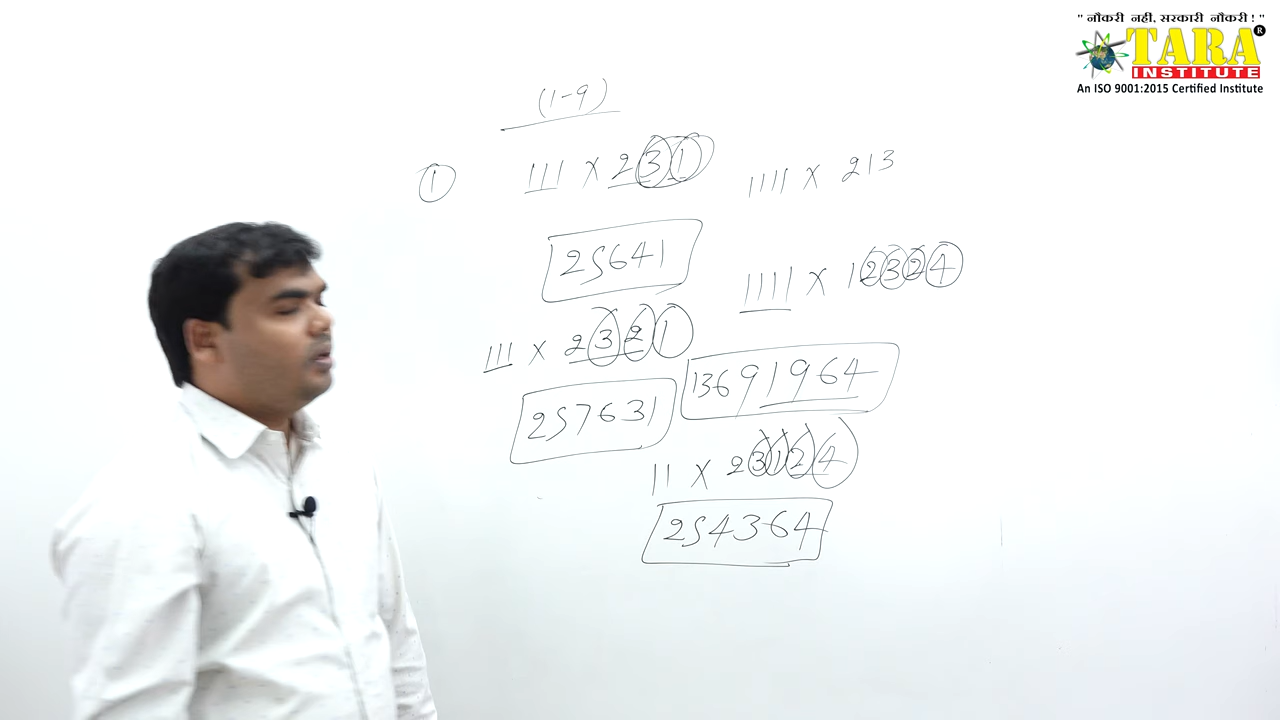 " नौकरी नहीं, सरकारी नौकरी ! "
TARA®
INSTITUTE
An ISO 9001:2015 Certified Institute
(1-9)
1
111 x 231
25641
111 x 2321
257631
1111 x 213
1111 x 12324
13691964
11 x 23124
254364